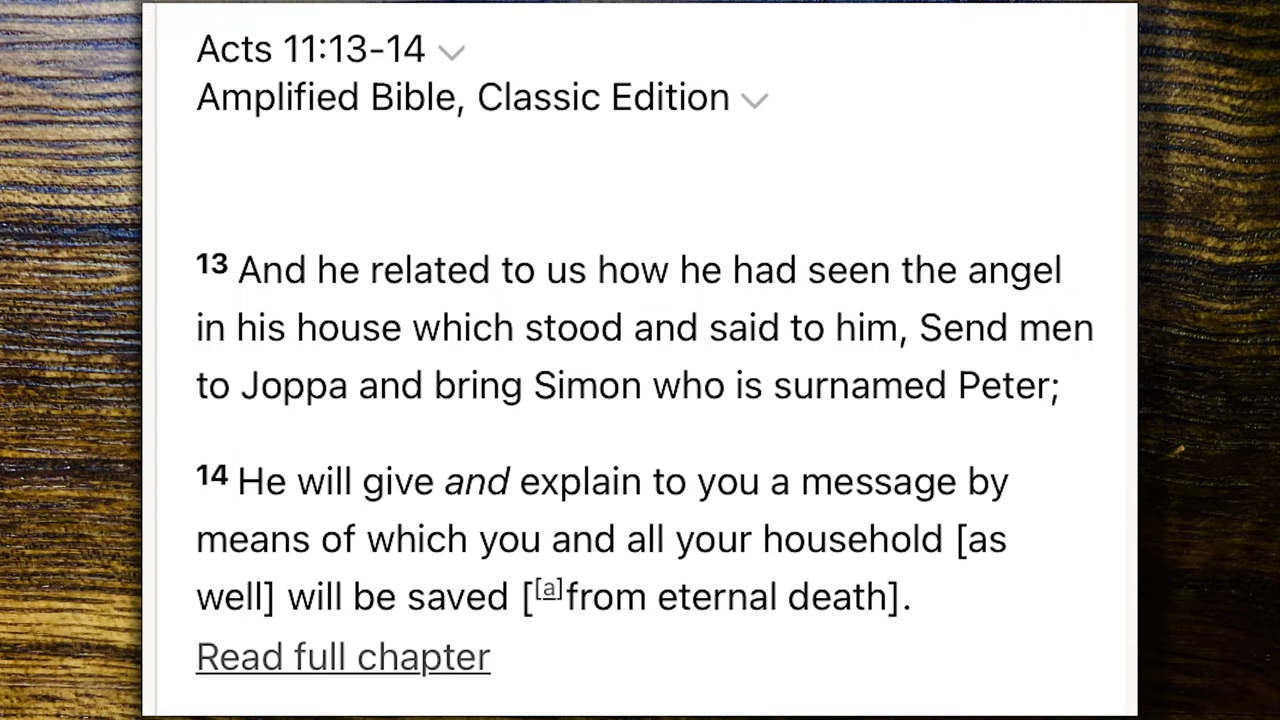 Acts 11:13-14
Amplified Bible, Classic Edition
13 And he related to us how he had seen the angel
in his house which stood and said to him, Send men
to Joppa and bring Simon who is surnamed Peter;
14 He will give and explain to you a message by
means of which you and all your household [as
well] will be saved [[a]from eternal death].
Read full chapter